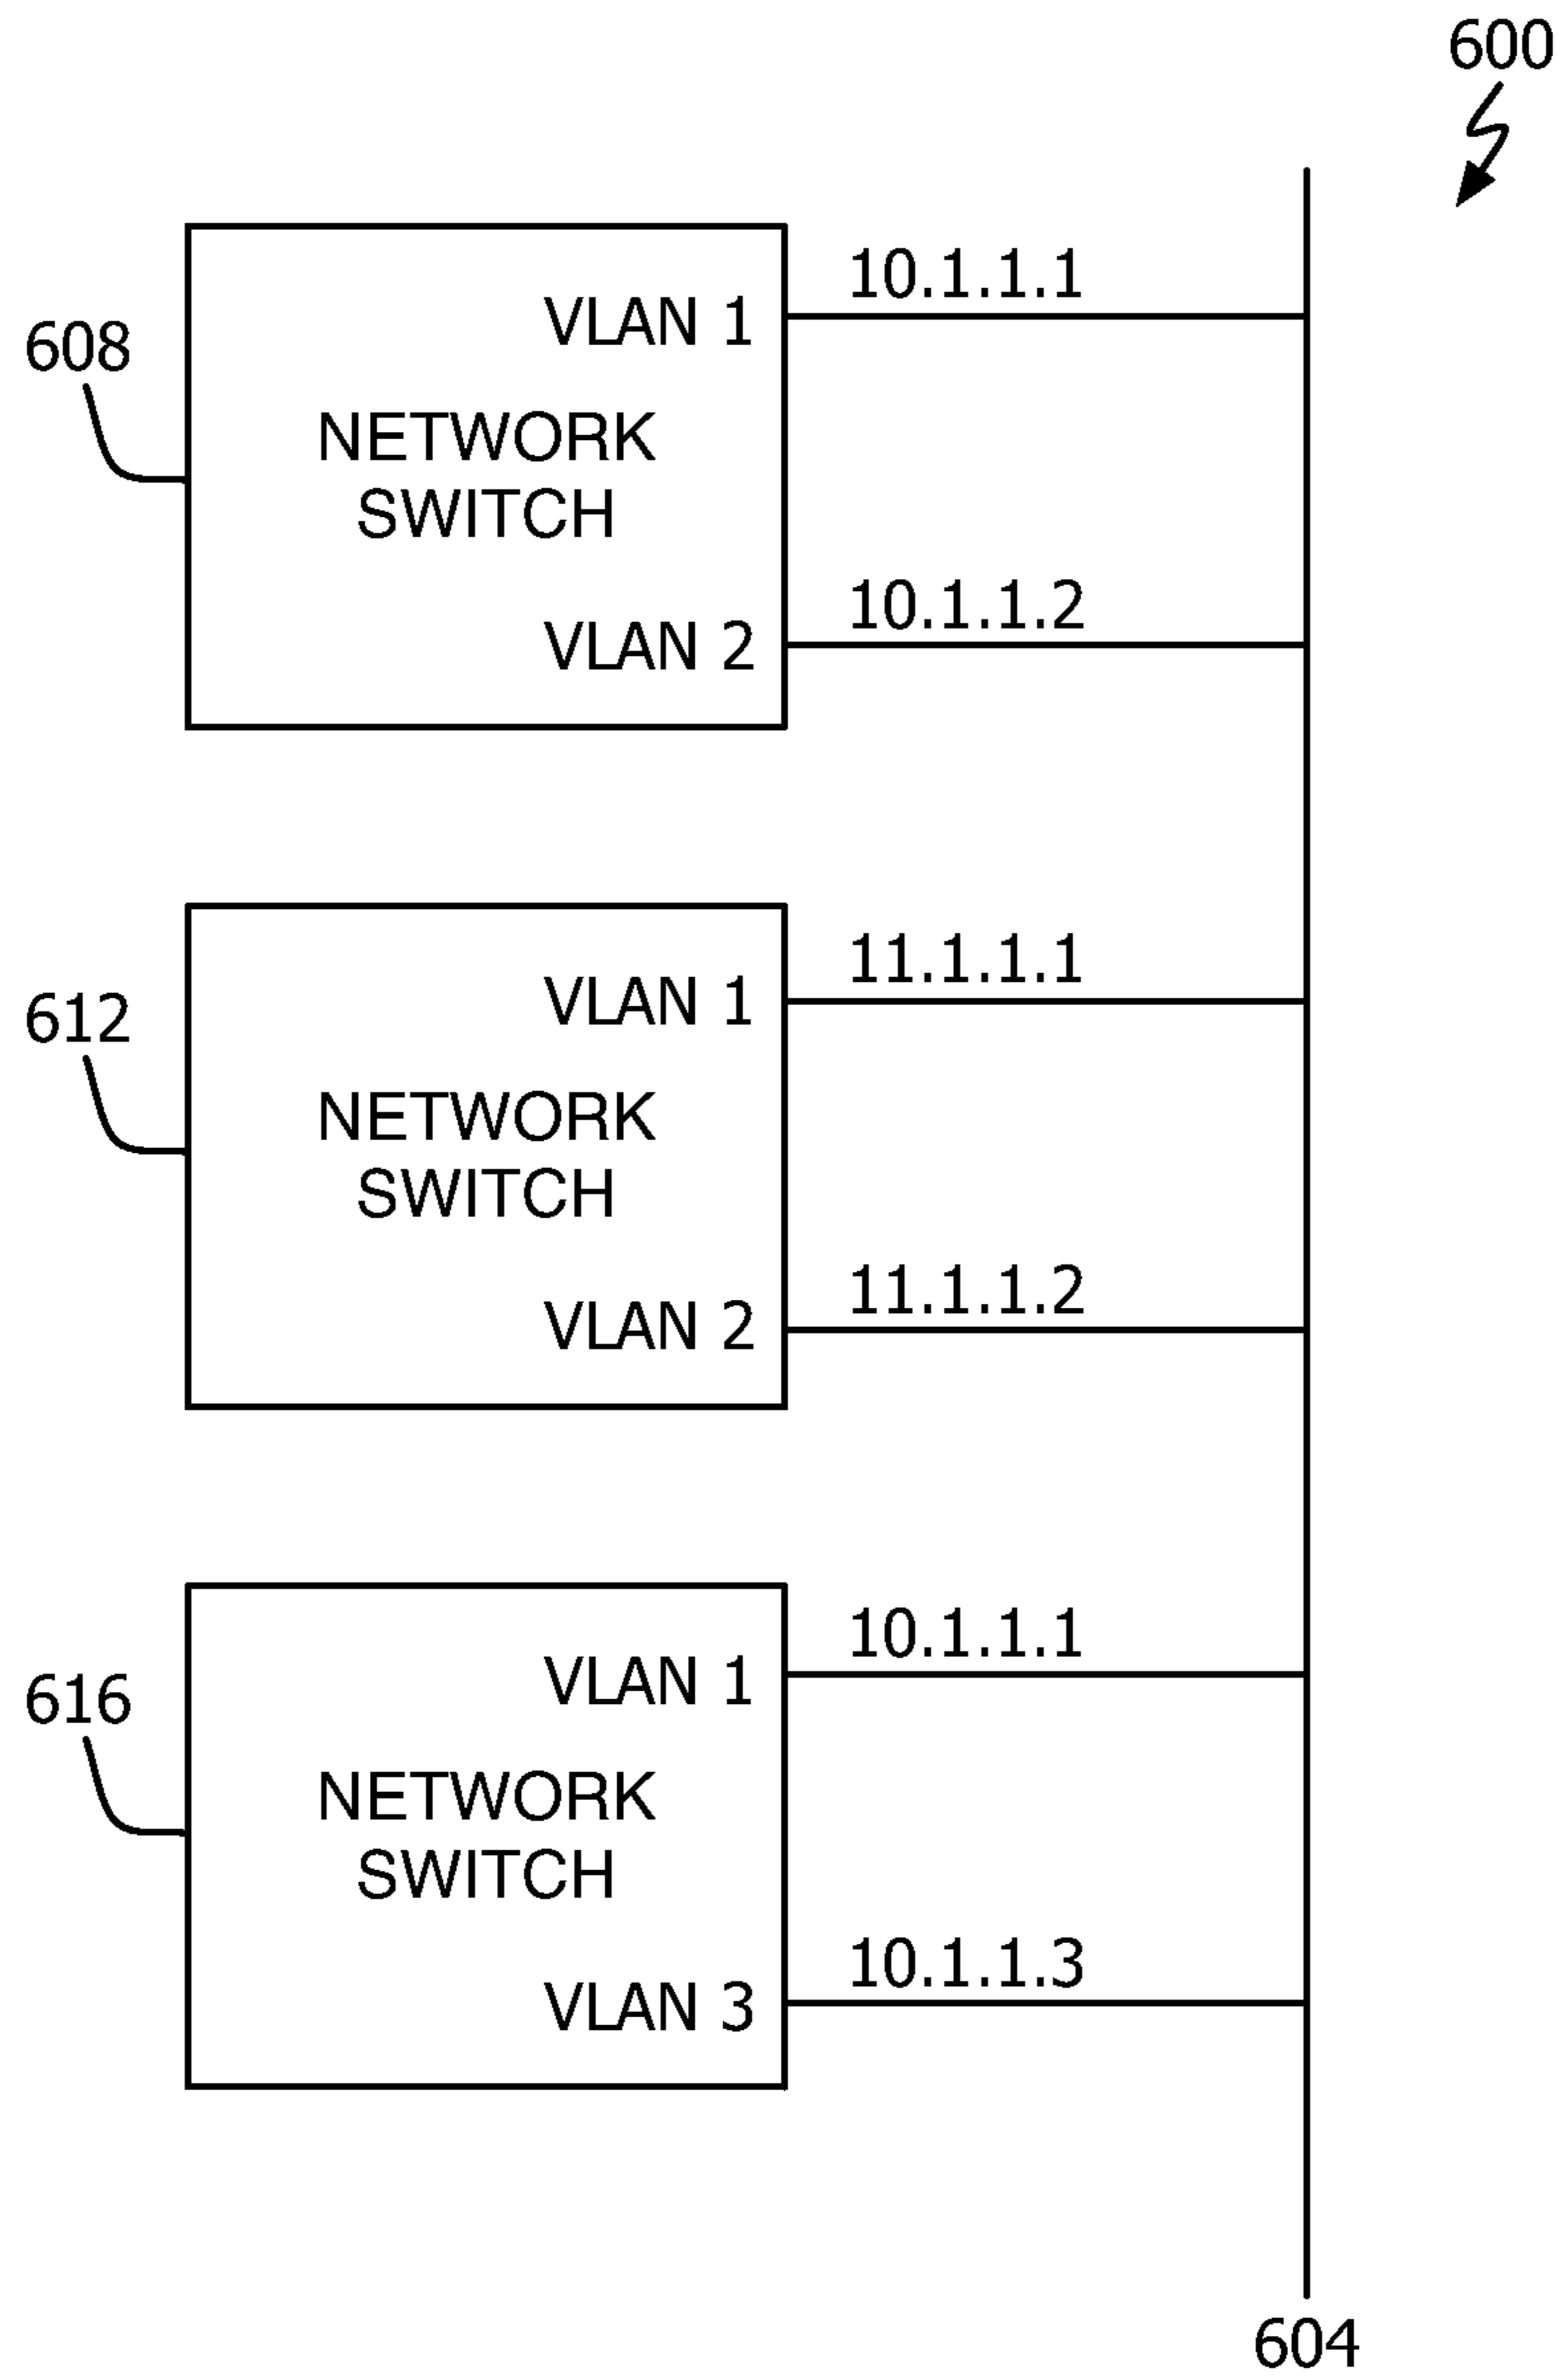 600
VLAN 1
10.1.1.1
608
NETWORK
SWITCH
VLAN 2
10.1.1.2
VLAN 1
11.1.1.1
612
NETWORK
SWITCH
VLAN 2
11.1.1.2
VLAN 1
10.1.1.1
616
NETWORK
SWITCH
VLAN 3
10.1.1.3
604